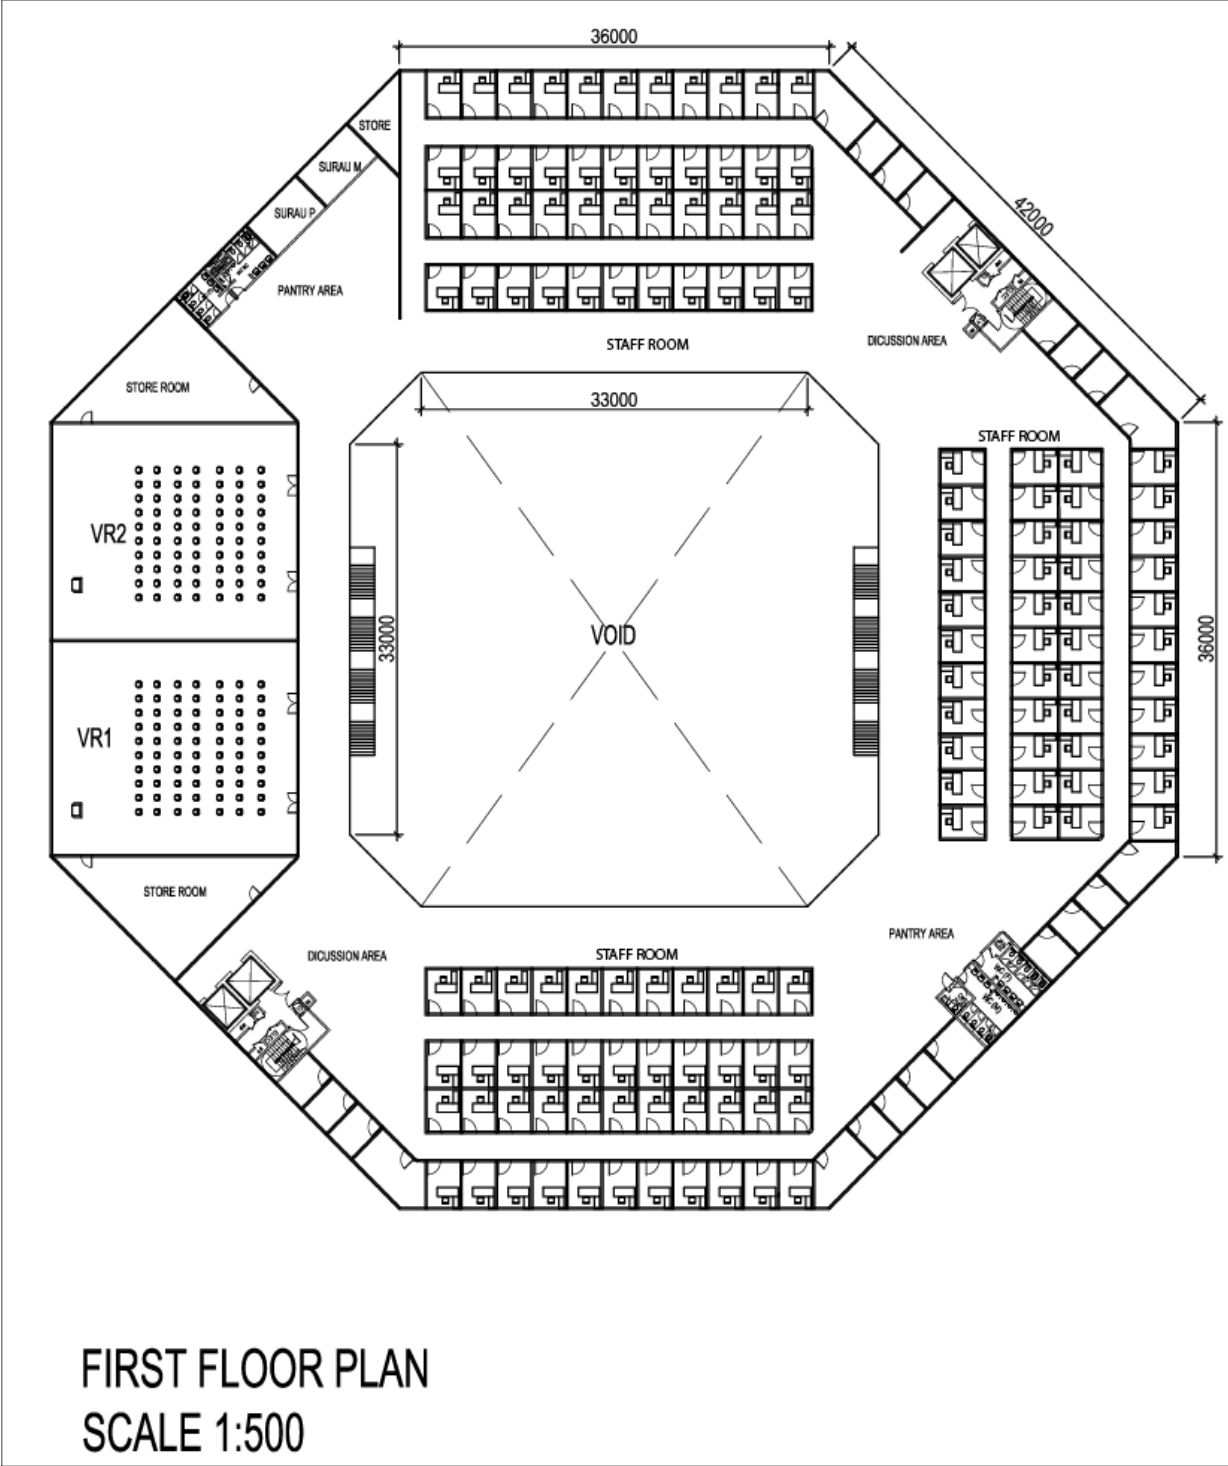 36000
STORE
SURAU M
42000
SURAU P
PANTRY AREA
DICUSSION AREA
STAFF ROOM
STORE ROOM
33000
STAFF ROOM
VR2
VOID
33000
36000
VR1
STORE ROOM
PANTRY AREA
DICUSSION AREA
STAFF ROOM
FIRST FLOOR PLAN
SCALE 1:500